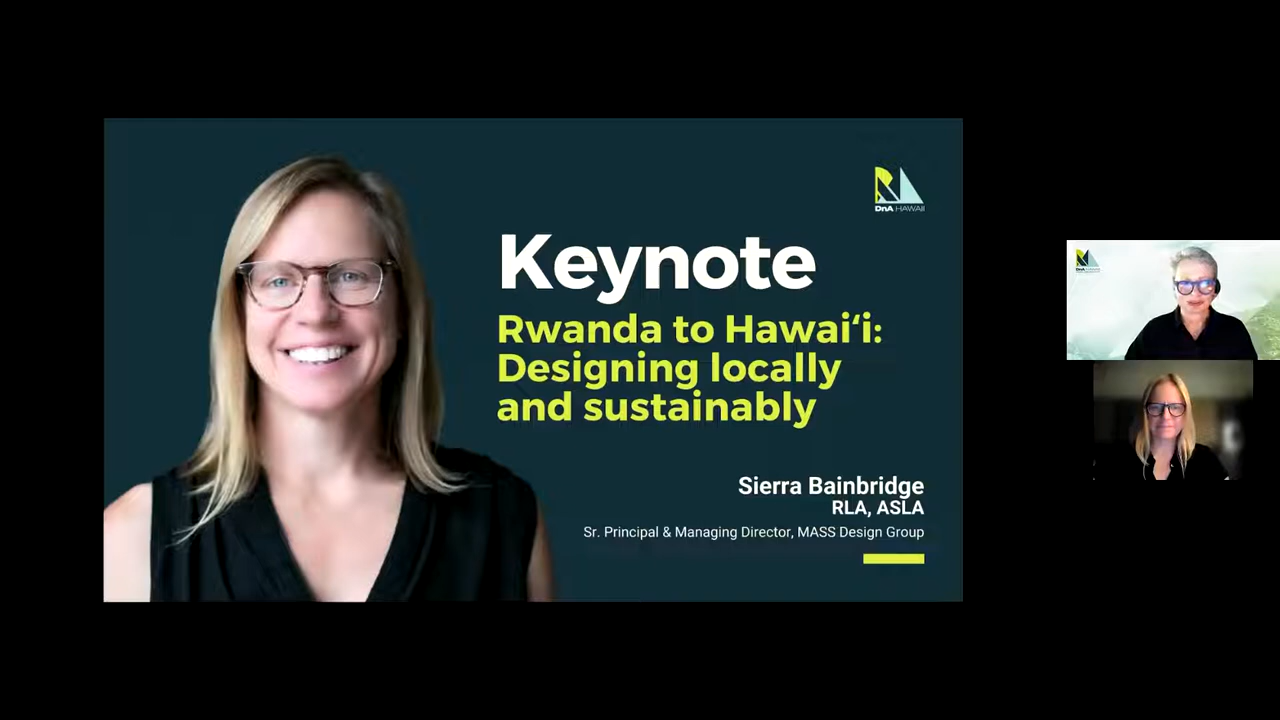 DnA HAWAII
Keynote
Rwanda to Hawaiʻi:
Designing locally
and sustainably
Sierra Bainbridge
RLA, ASLA
Sr. Principal & Managing Director, MASS Design Group